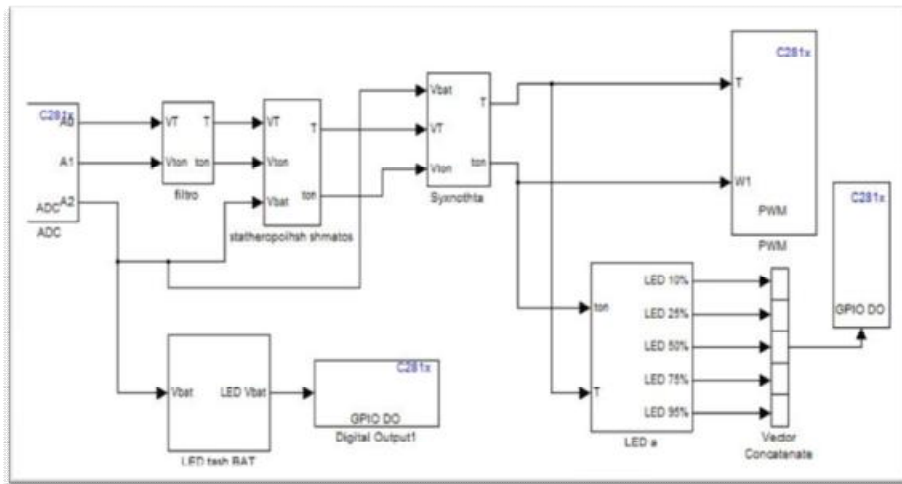 C281x
A0
A1
A2
ADC
ADC
VT
T
Vton
ton
filtro
VT
T
Vton
ton
Vbat
statheropoihsh shmatos
Vbat
T
VT
Vton
ton
Syxnothta
C281x
T
W1
PWM
PWM
C281x
GPIO DO
ton
T
LED 10%
LED 25%
LED 50%
LED 75%
LED 95%
LED a
Vector
Concatenate
Vbat
LED Vbat
LED tash BAT
C281x
GPIO DO
Digital Output1